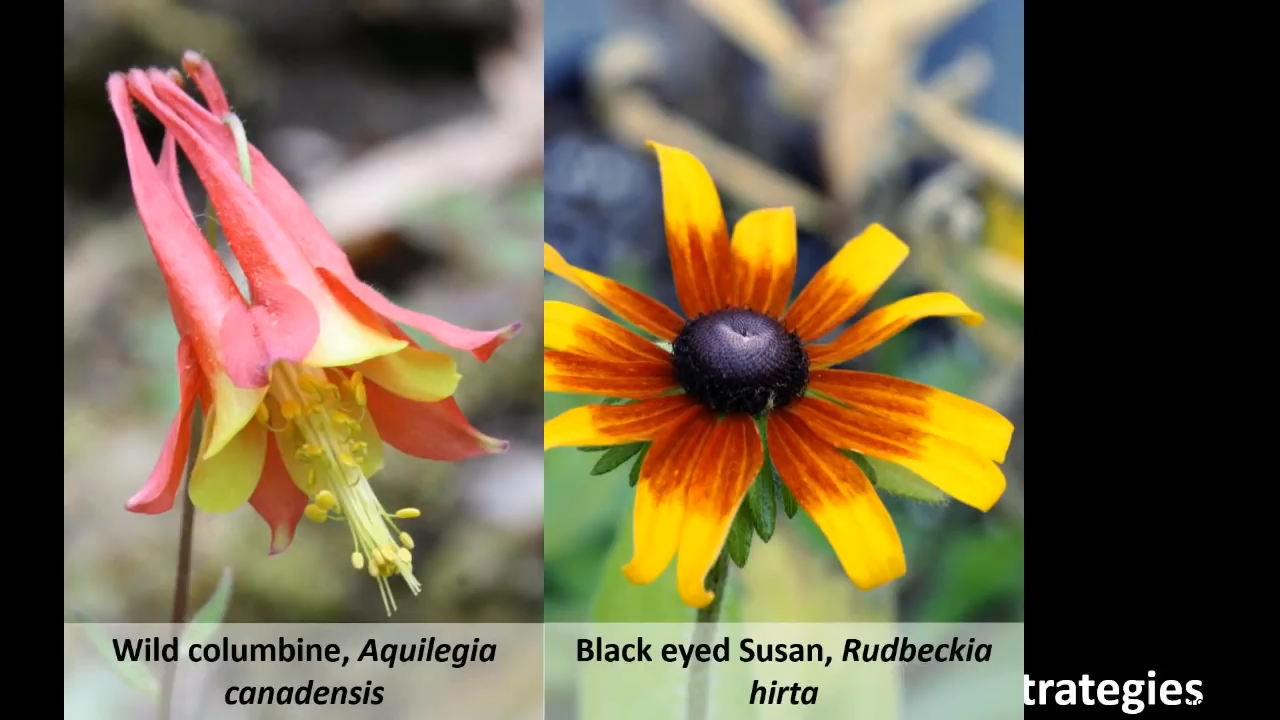 Wild columbine, Aquilegia
canadensis
Black eyed Susan, Rudbeckia
hirta
trategies